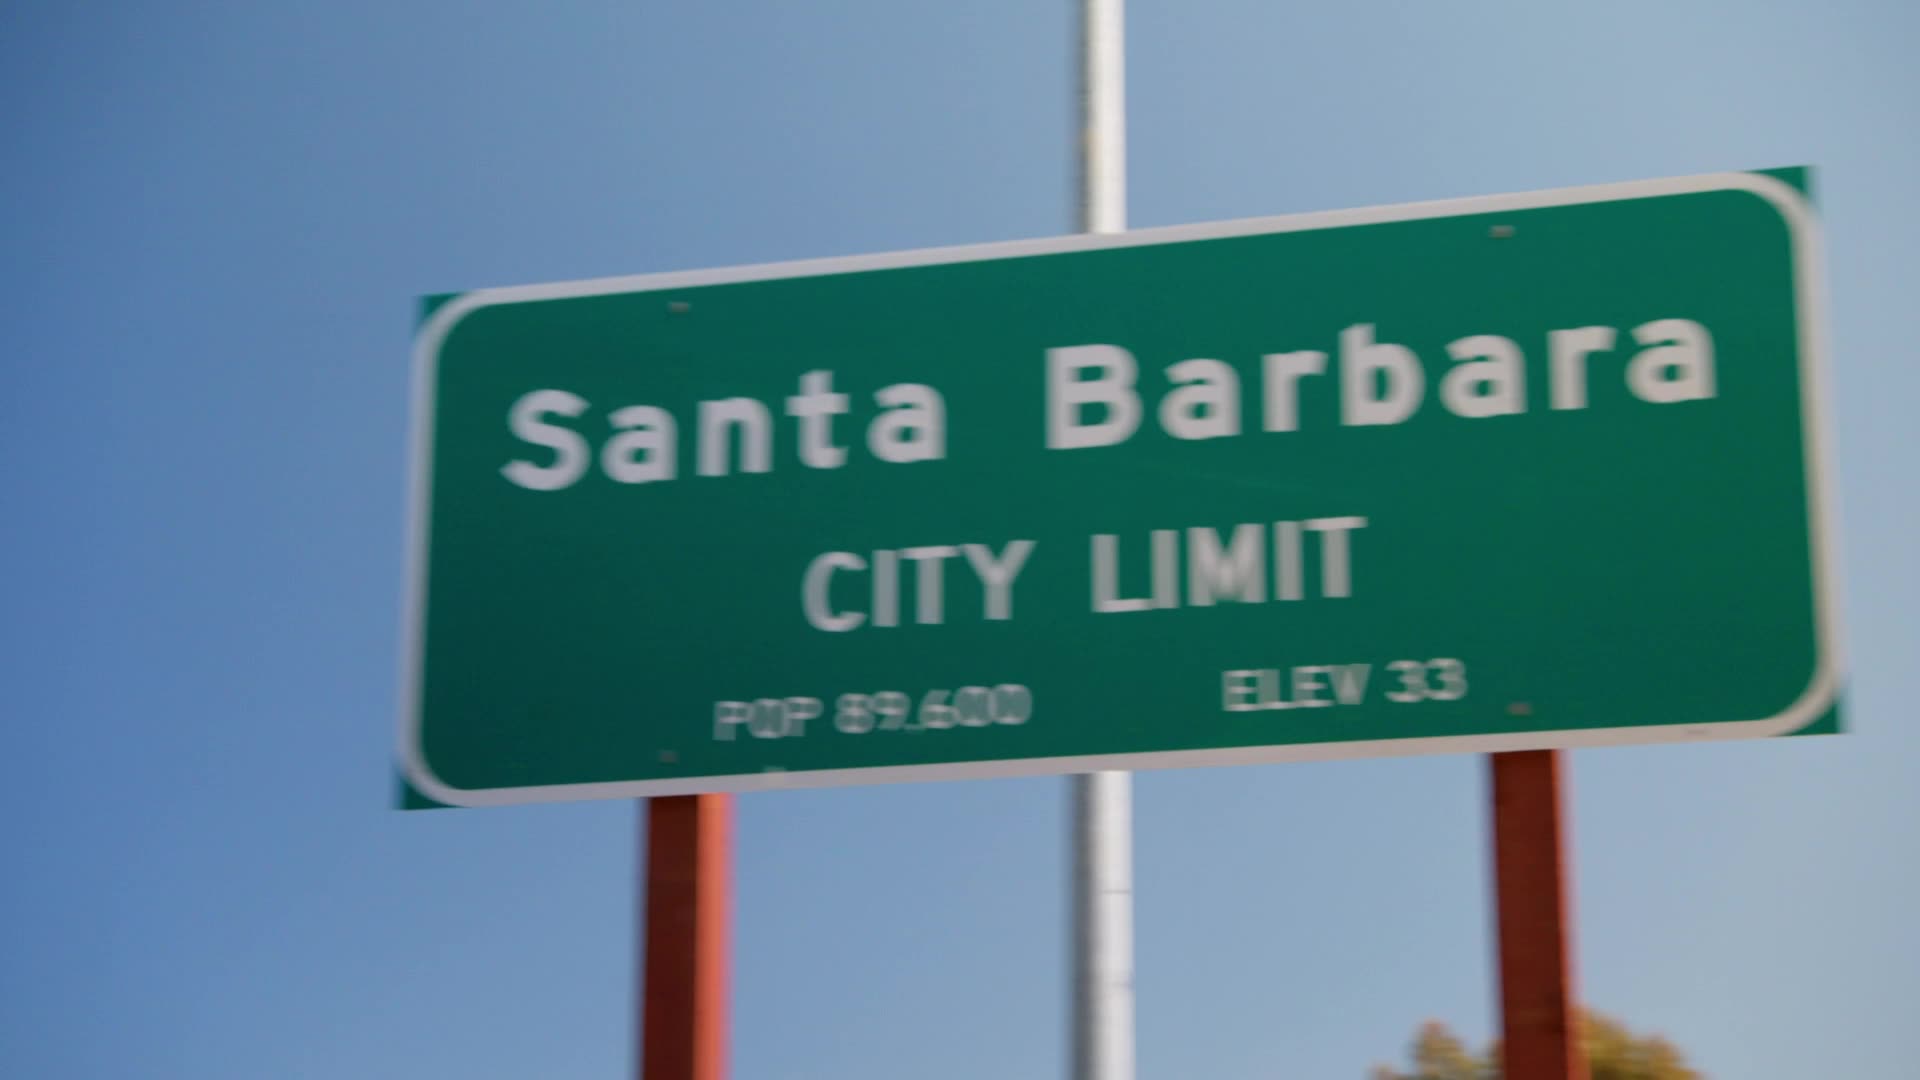 Santa Barbara
CITY LIMIT
POP 89,600 ELEV 33